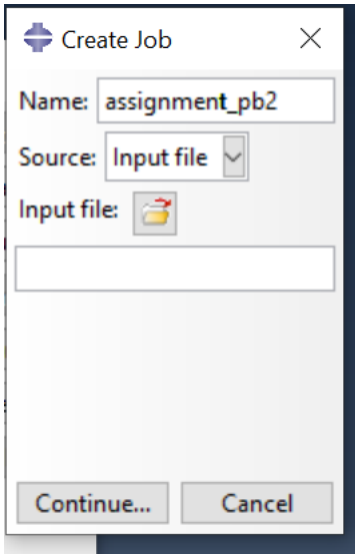 Create Job
Name: assignment_pb2
Source: Input file
Input file:
Continue... Cancel